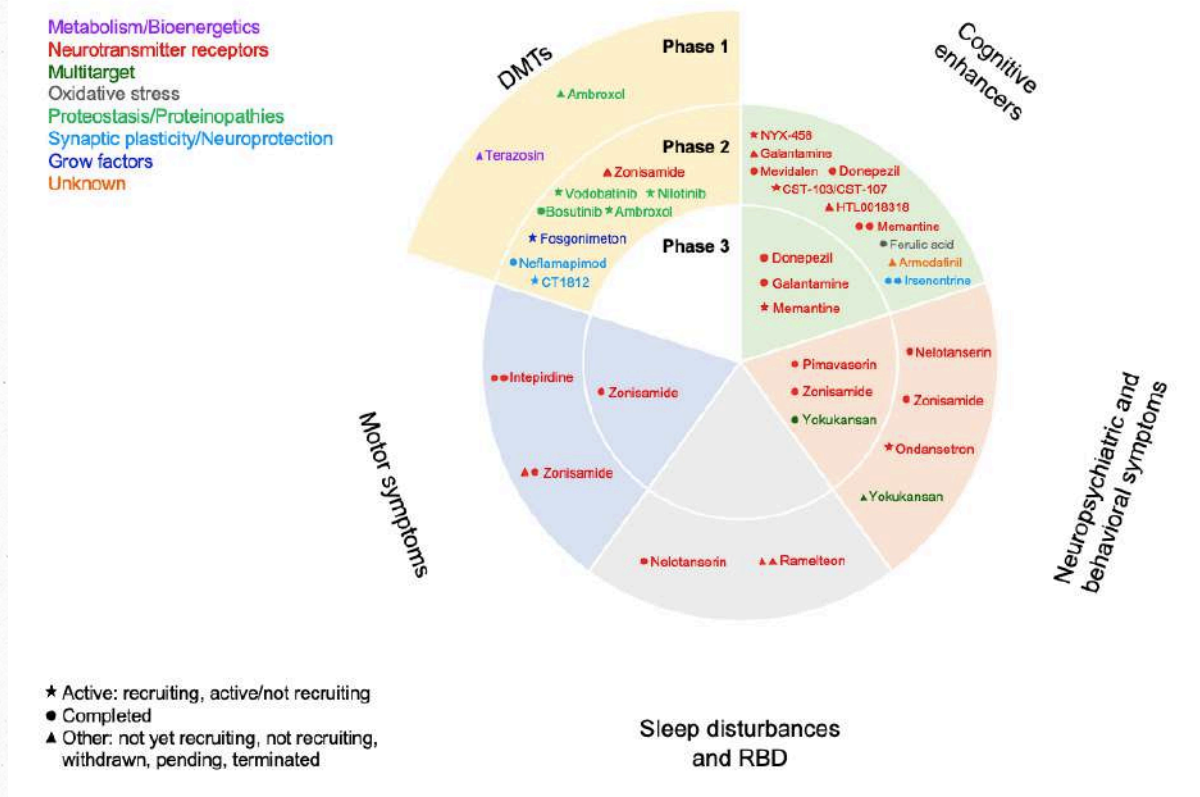 Metabolism/Bioenergetics
Neurotransmitter receptors
Multitarget
Oxidative stress
Proteostasis/Proteinopathies
Synaptic plasticity/Neuroprotection
Grow factors
Unknown
DMTs
Phase 1
▲Ambroxol
▲Terazosin
Phase 2
▲Zonisamide
★Vodobatinib ★Nilotinib
●Bosutinib ★Ambroxol
★Fosgonimeton
●Neflamapimod
★CT1812
Phase 3
Cognitive
enhancers
★NYX-458
▲Galantamine
●Mevidalen ●Donepezil
★CST-103/CST-107
▲HTL0018318
●●Memantine
●Ferulic acid
▲Armodafinil
●●Irsenontrine
●Donepezil
●Galantamine
★Memantine
●Pimavaserin
●Zonisamide
●Yokukansan
●Nelotanserin
●Zonisamide
★Ondansetron
▲Yokukansan
Neuropsychiatric and
behavioral symptoms
●●Intepirdine
●Zonisamide
▲●Zonisamide
Motor symptoms
●Nelotanserin ▲▲Ramelteon
★ Active: recruiting, active/not recruiting
● Completed
▲ Other: not yet recruiting, not recruiting,
withdrawn, pending, terminated
Sleep disturbances
and RBD